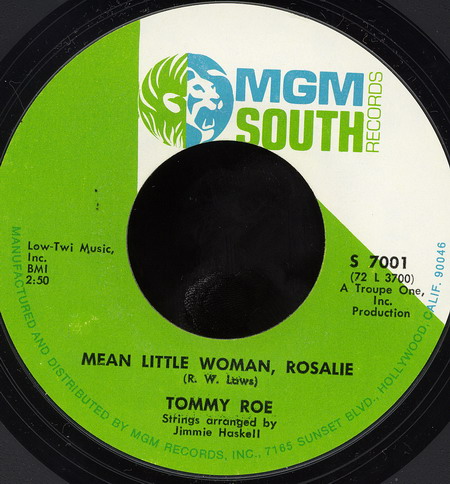 MGM
SOUTH
RECORDS
Low-Twi Music,
Inc.
BMI
2:50
S 7001
(72 L 3700)
A Troupe One,
Inc.
Production
MEAN LITTLE WOMAN, ROSALIE
(R. W. Laws)
TOMMY ROE
Strings arranged by
Jimmie Haskell
MANUFACTURED AND DISTRIBUTED BY MGM RECORDS, INC., 7165 SUNSET BLVD., HOLLYWOOD, CALIF. 90046